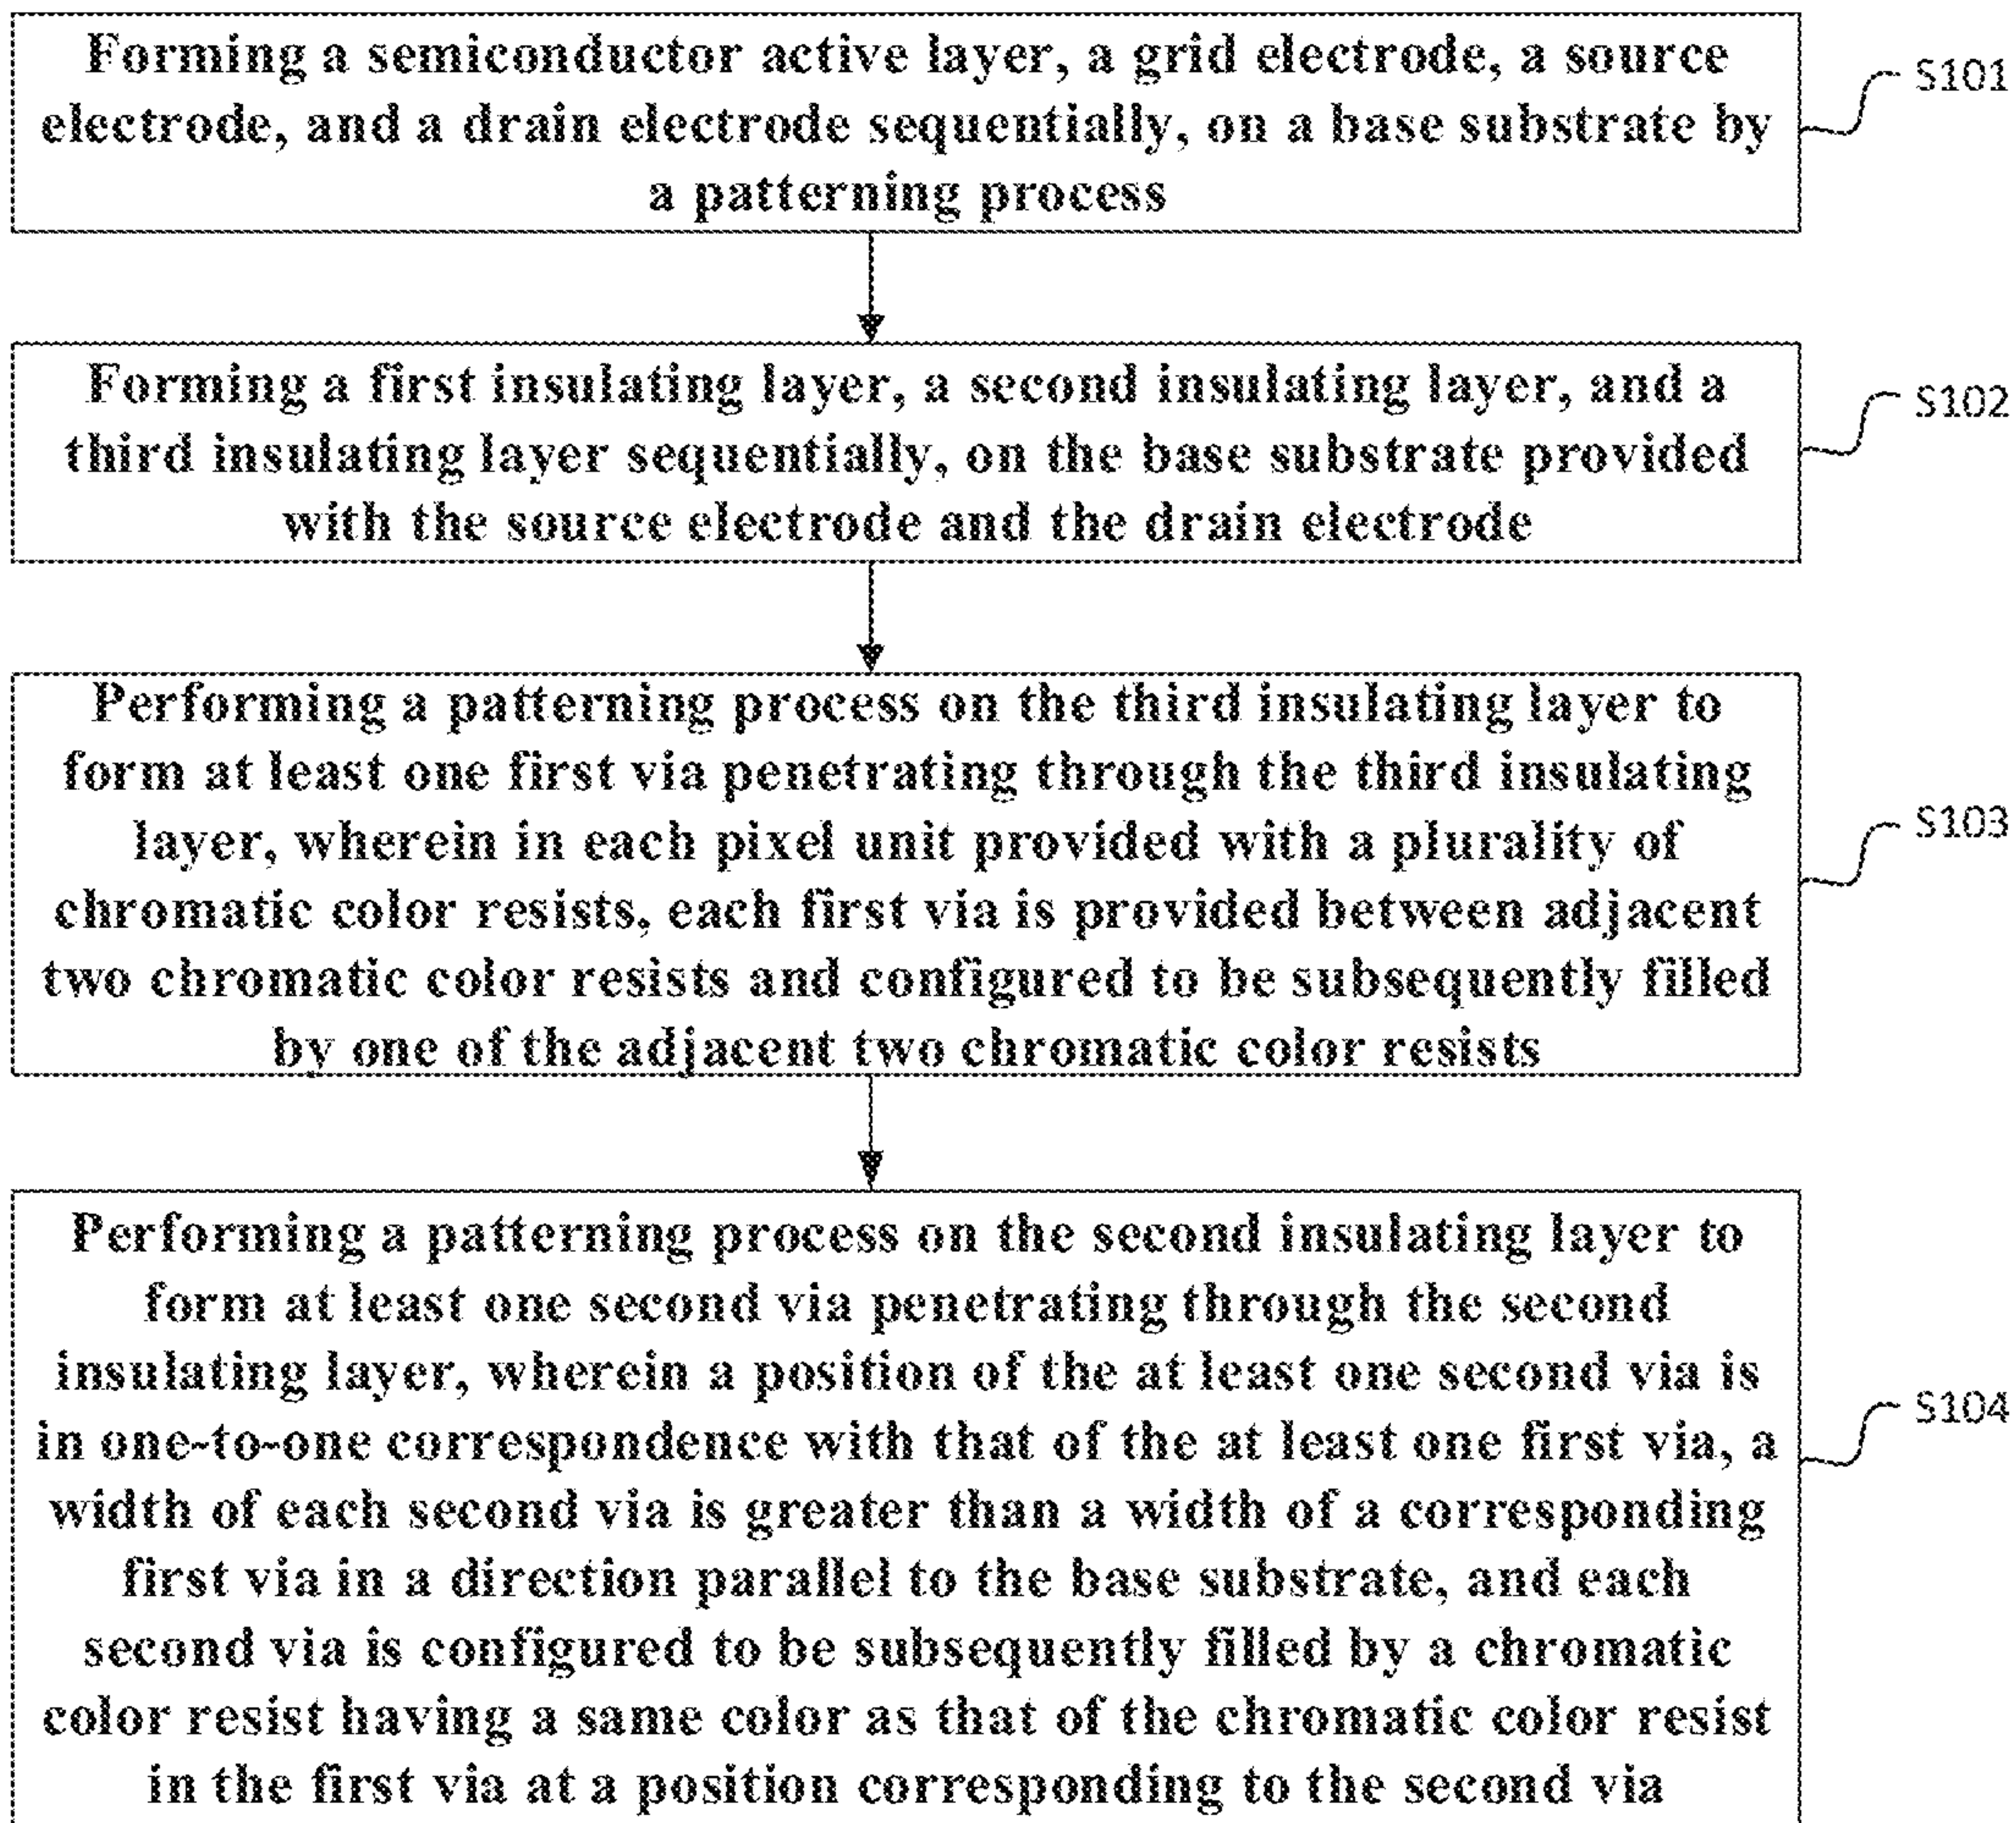 Forming a semiconductor active layer, a grid electrode, a source
electrode, and a drain electrode sequentially, on a base substrate by
a patterning process
S101
Forming a first insulating layer, a second insulating layer, and a
third insulating layer sequentially, on the base substrate provided
with the source electrode and the drain electrode
S102
Performing a patterning process on the third insulating layer to
form at least one first via penetrating through the third insulating
layer, wherein in each pixel unit provided with a plurality of
chromatic color resists, each first via is provided between adjacent
two chromatic color resists and configured to be subsequently filled
by one of the adjacent two chromatic color resists
S103
Performing a patterning process on the second insulating layer to
form at least one second via penetrating through the second
insulating layer, wherein a position of the at least one second via is
in one-to-one correspondence with that of the at least one first via, a
width of each second via is greater than a width of a corresponding
first via in a direction parallel to the base substrate, and each
second via is configured to be subsequently filled by a chromatic
color resist having a same color as that of the chromatic color resist
in the first via at a position corresponding to the second via
S104